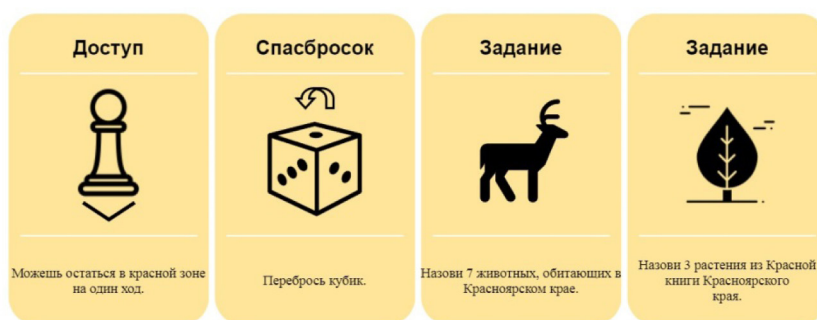 Доступ
Можешь остаться в красной зоне
на один ход.
Спасбросок
Перебрось кубик.
Задание
Назови 7 животных, обитающих в
Красноярском крае.
Задание
Назови 3 растения из Красной
книги Красноярского
края.